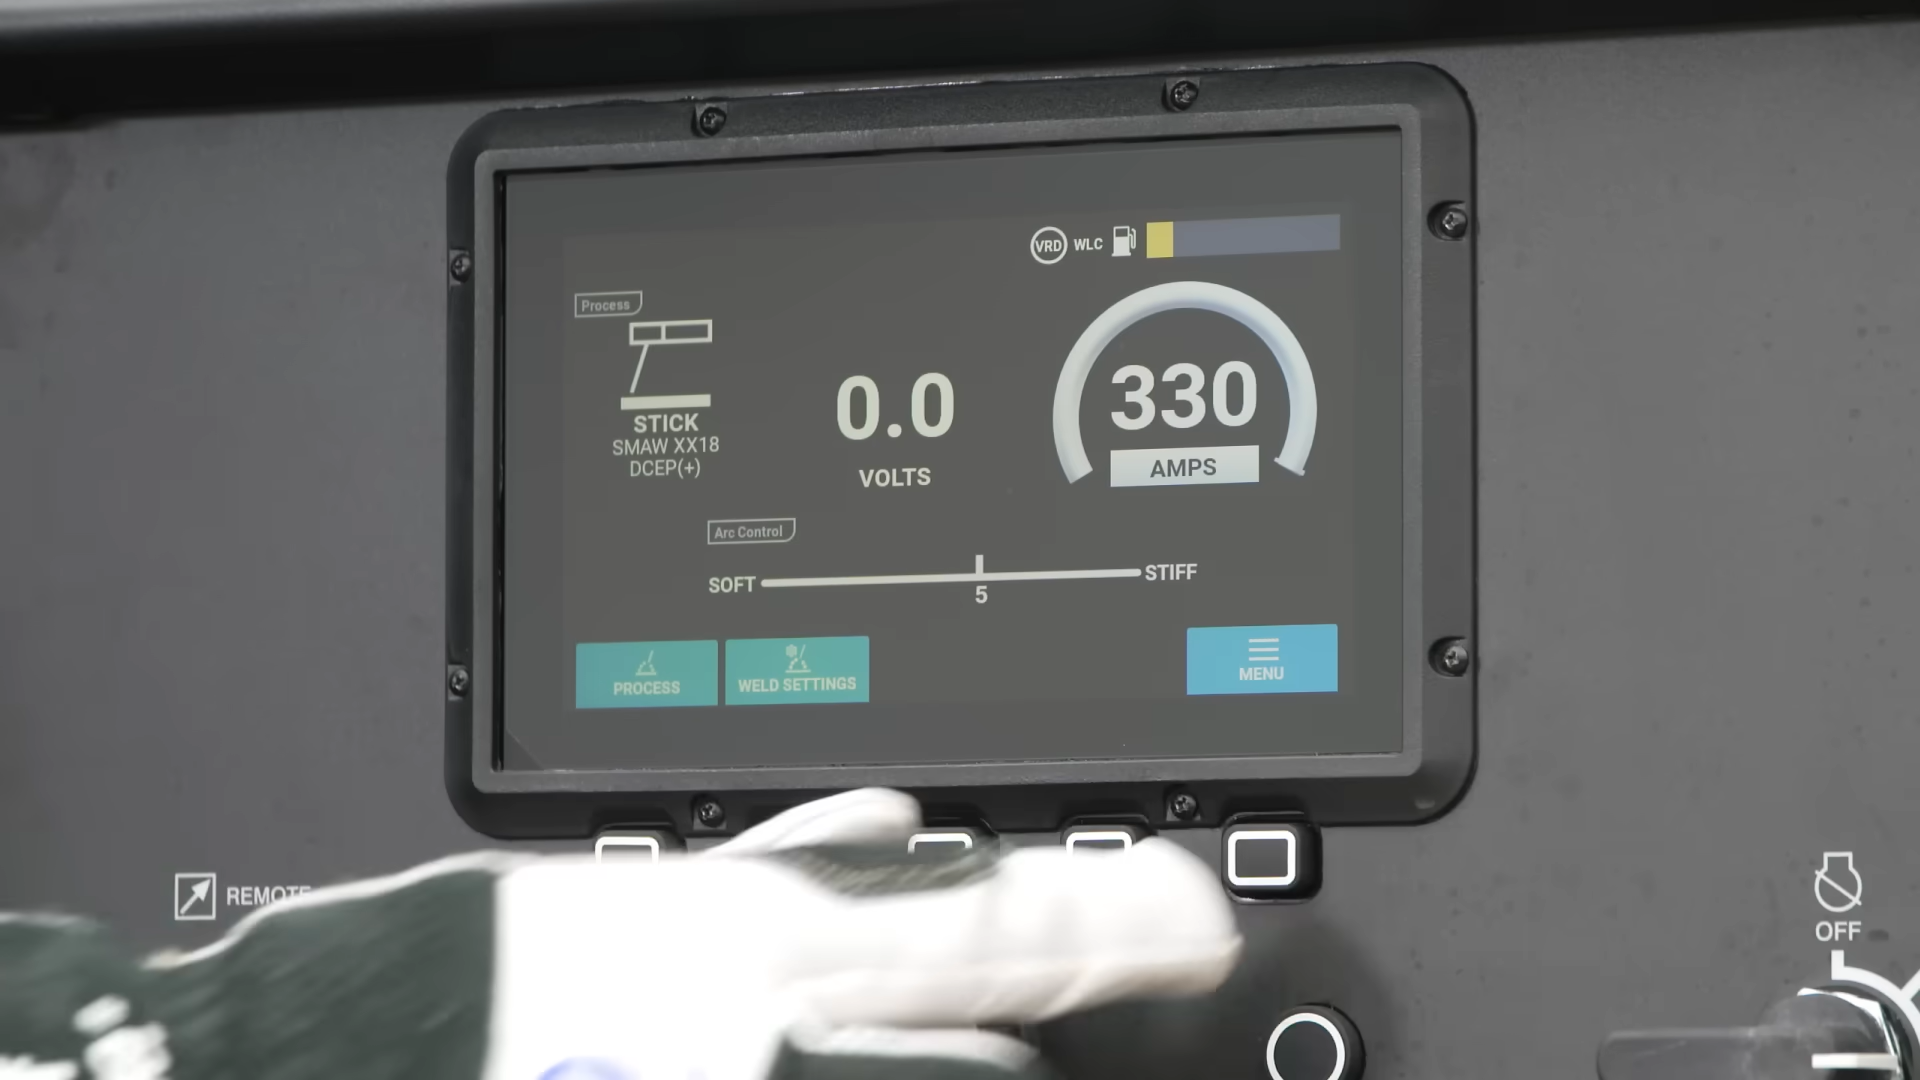 VRD WLC
Process
STICK
SMAW XX18
DCEP(+)
0.0
VOLTS
330
AMPS
Arc Control
SOFT
STIFF
5
PROCESS
WELD SETTINGS
MENU
REMOTE
OFF